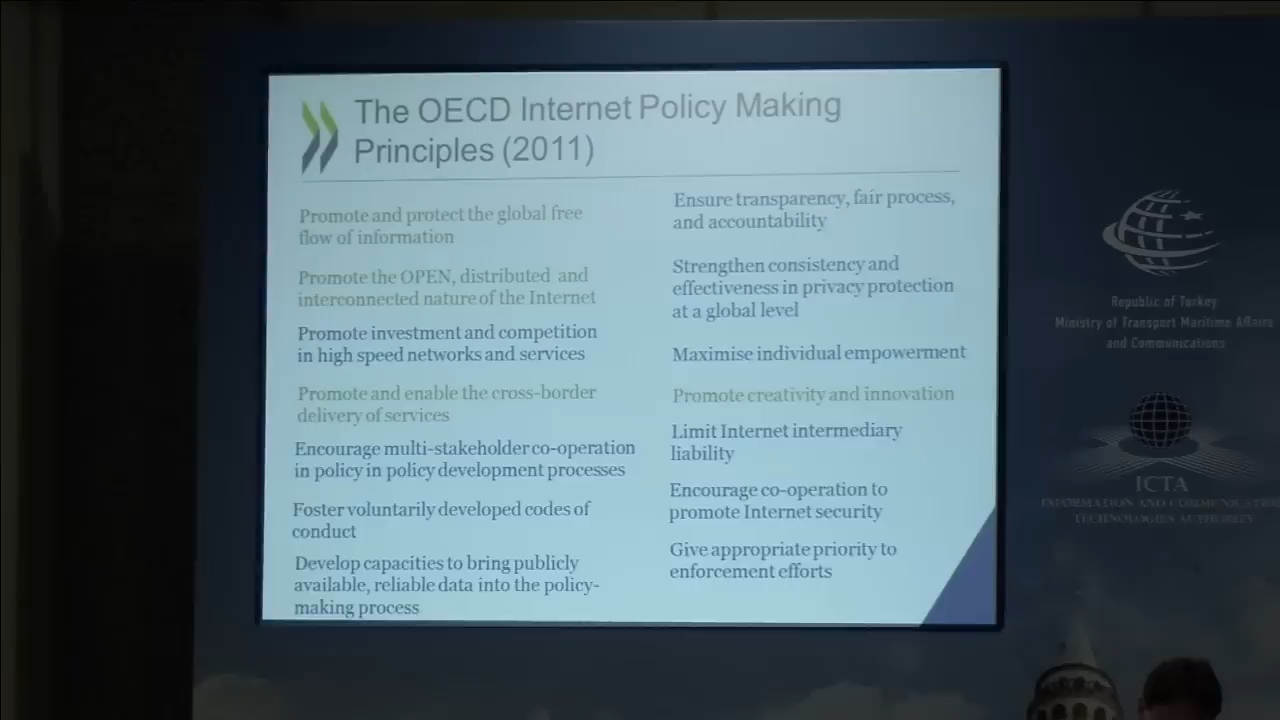 The OECD Internet Policy Making
Principles (2011)
Promote and protect the global free
flow of information
Promote the OPEN, distributed and
interconnected nature of the Internet
Promote investment and competition
in high speed networks and services
Promote and enable the cross-border
delivery of services
Encourage multi-stakeholder co-operation
in policy in policy development processes
Foster voluntarily developed codes of
conduct
Develop capacities to bring publicly
available, reliable data into the policy-
making process
Ensure transparency, fair process,
and accountability
Strengthen consistency and
effectiveness in privacy protection
at a global level
Maximise individual empowerment
Promote creativity and innovation
Limit Internet intermediary
liability
Encourage co-operation to
promote Internet security
Give appropriate priority to
enforcement efforts
Republic of Turkey
Ministry of Transport Maritime Affairs
and Communications
ICTA
INFORMATION AND COMMUNICATION
TECHNOLOGIES AUTHORITY